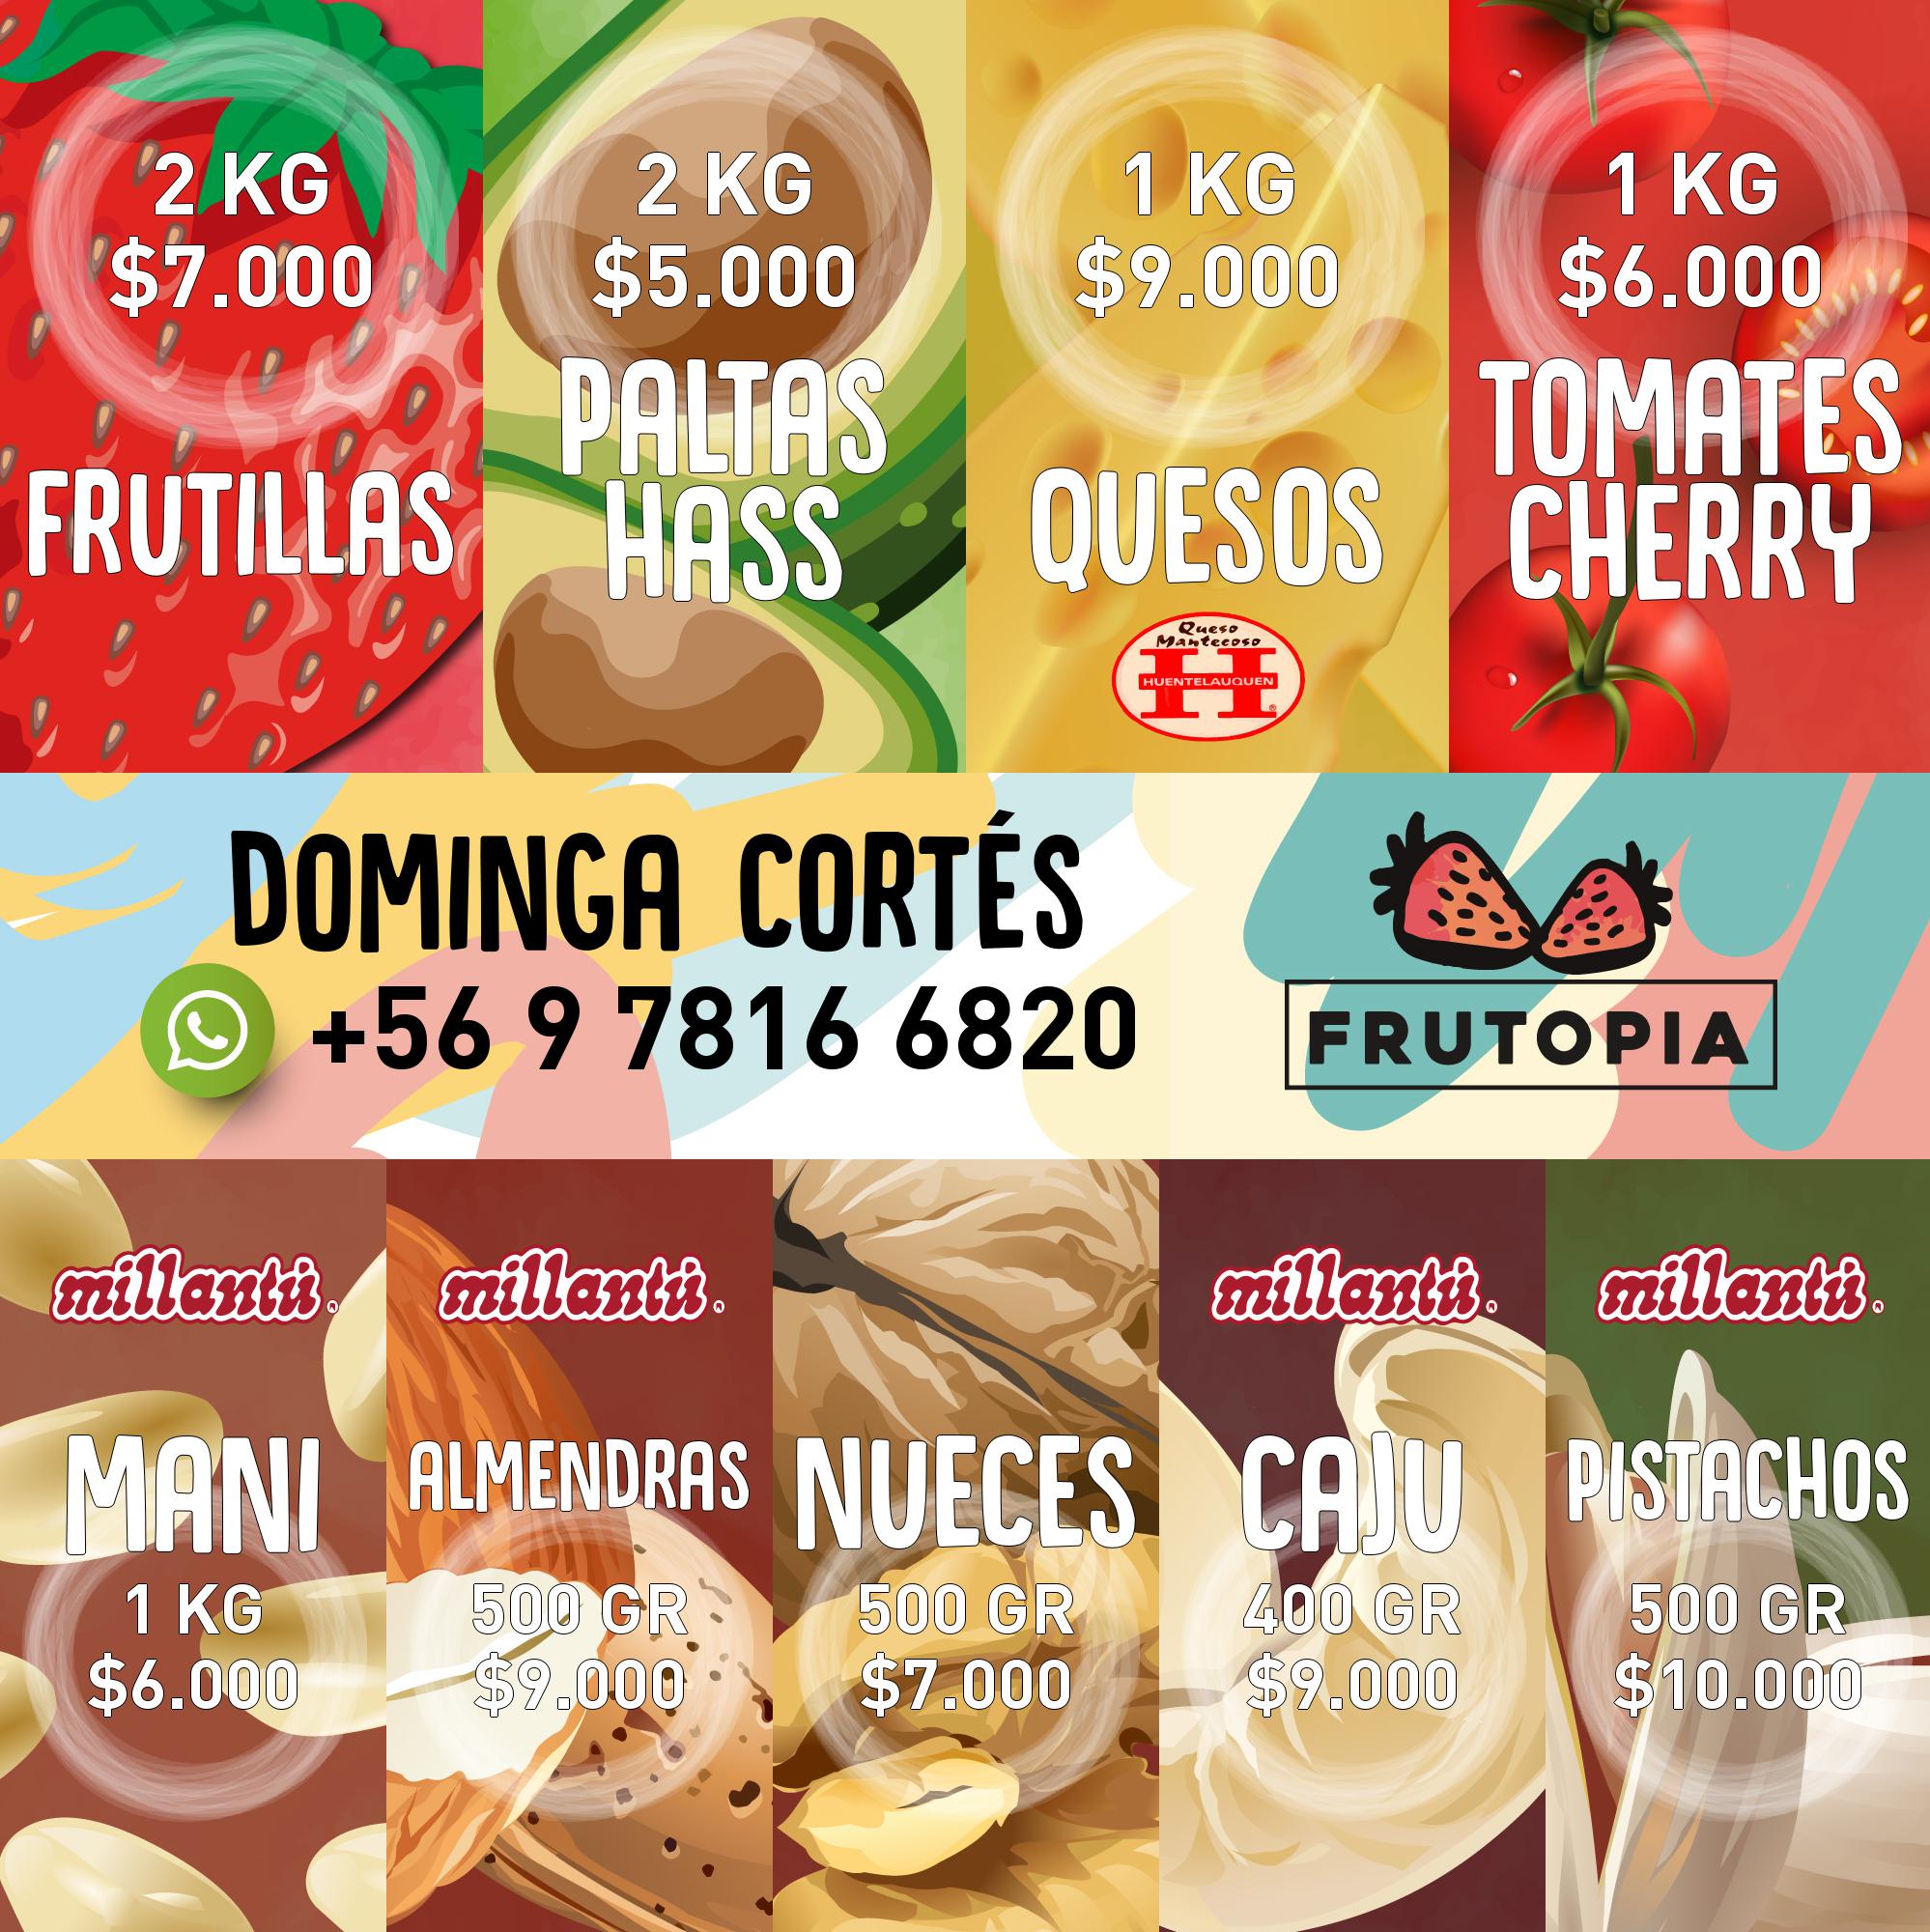 2 KG
$7.000
FRUTILLAS
2 KG
$5.000
PALTAS
HASS
1 KG
$9.000
QUESOS
Queso
Mantecoso
H
HUENTELAUQUEN
®
1 KG
$6.000
TOMATES
CHERRY
DOMINGA CORTÉS
+56 9 7816 6820
FRUTOPIA
millantú®
MANI
1 KG
$6.000
millantú®
ALMENDRAS
500 GR
$9.000
NUECES
500 GR
$7.000
millantú®
CAJU
400 GR
$9.000
millantú®
PISTACHOS
500 GR
$10.000